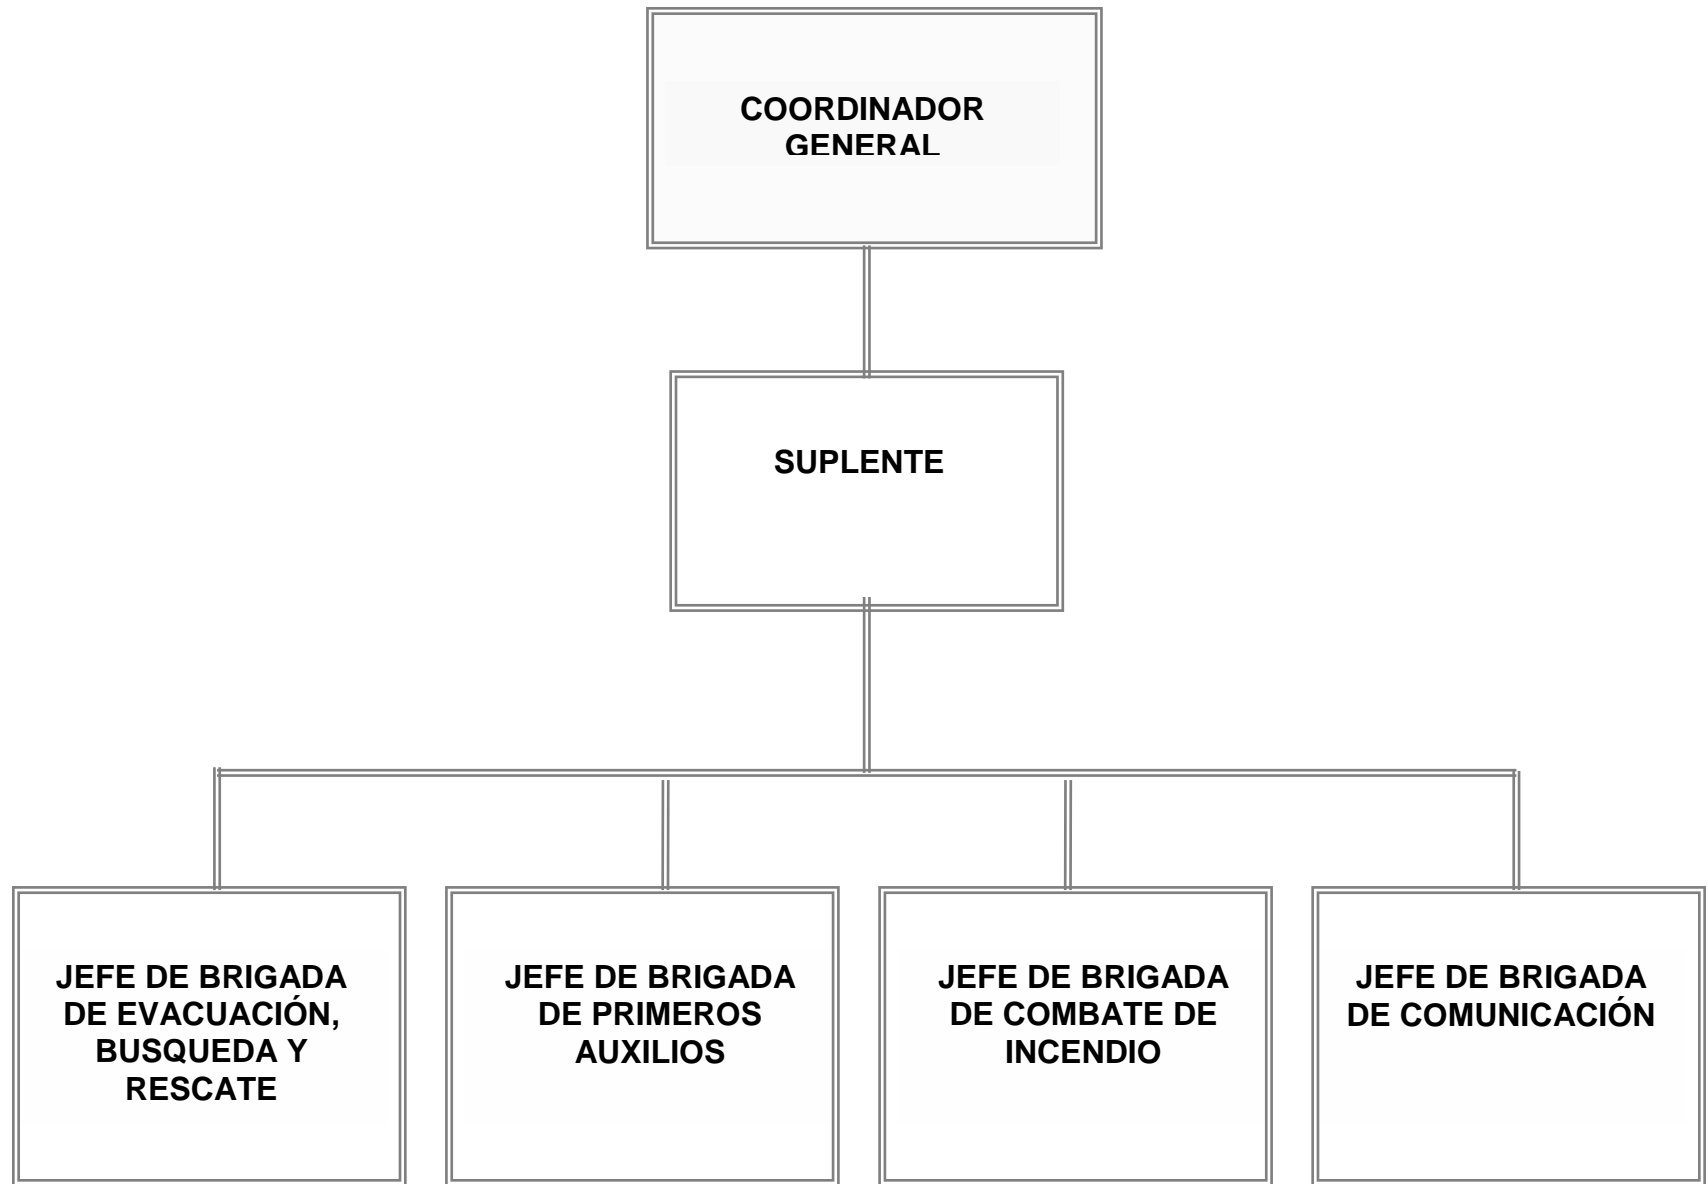 COORDINADOR
GENERAL
SUPLENTE
JEFE DE BRIGADA
DE EVACUACIÓN,
BUSQUEDA Y
RESCATE
JEFE DE BRIGADA
DE PRIMEROS
AUXILIOS
JEFE DE BRIGADA
DE COMBATE DE
INCENDIO
JEFE DE BRIGADA
DE COMUNICACIÓN